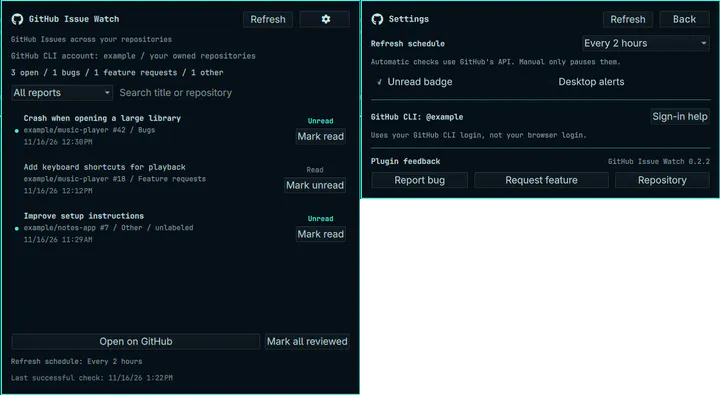 GitHub Issue Watch
Refresh
GitHub Issues across your repositories
GitHub CLI account: example / your owned repositories
3 open / 1 bugs / 1 feature requests / 1 other
All reports
Search title or repository
Crash when opening a large library
example/music-player #42 / Bugs
11/16/26 12:30PM
Unread
Mark read
Add keyboard shortcuts for playback
example/music-player #18 / Feature requests
11/16/26 12:12PM
Read
Mark unread
Improve setup instructions
example/notes-app #7 / Other / unlabeled
11/16/26 11:29AM
Unread
Mark read
Open on GitHub
Mark all reviewed
Refresh schedule: Every 2 hours
Last successful check: 11/16/26 1:22PM
Settings
Refresh
Back
Refresh schedule
Every 2 hours
Automatic checks use GitHub's API. Manual only pauses them.
✓ Unread badge
Desktop alerts
GitHub CLI: @example
Sign-in help
Uses your GitHub CLI login, not your browser login.
Plugin feedback
GitHub Issue Watch 0.2.2
Report bug
Request feature
Repository